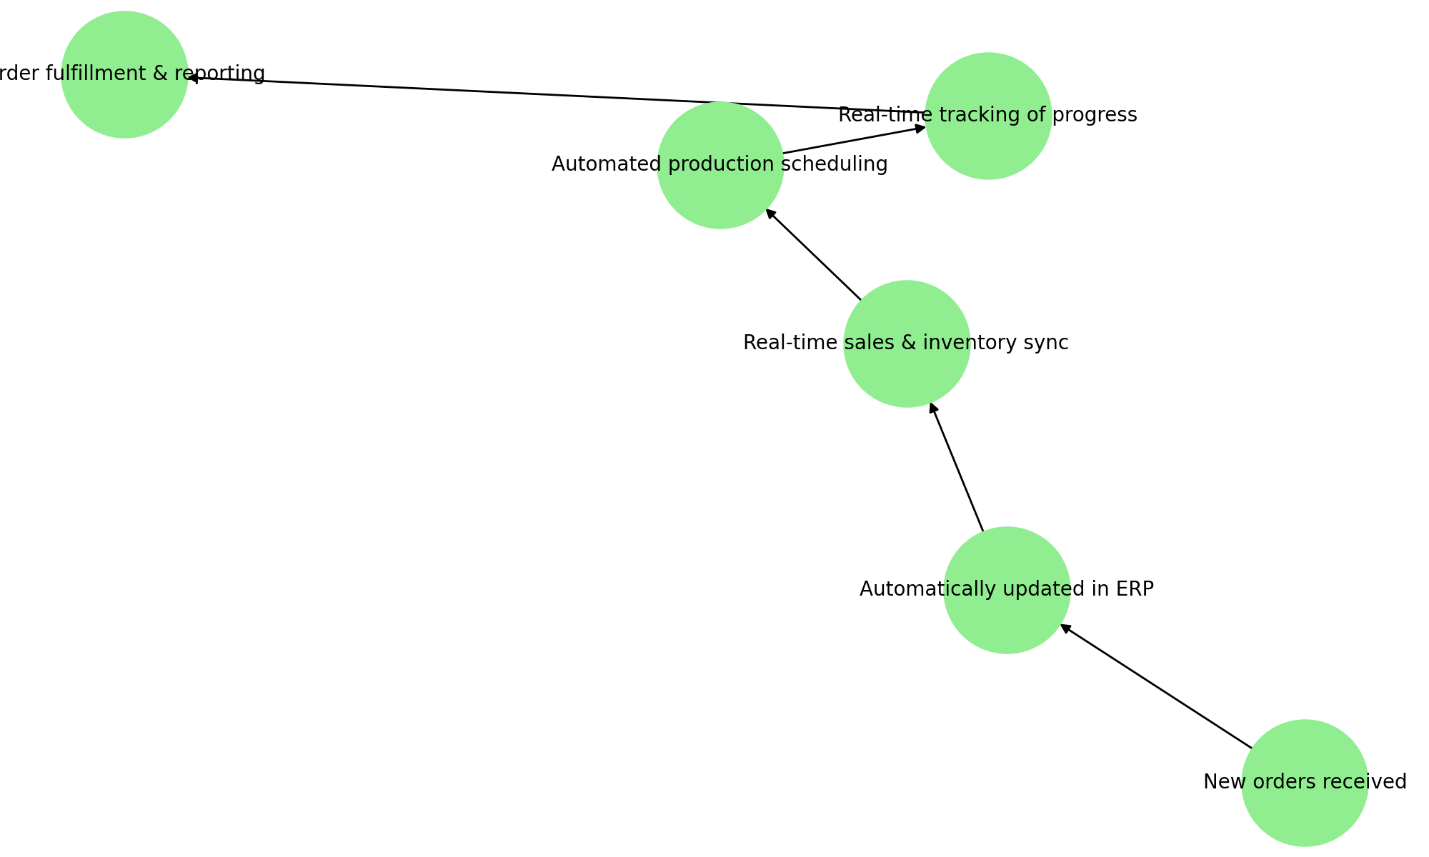 rder fulfillment & reporting
Real-time tracking of progress
Automated production scheduling
Real-time sales & inventory sync
Automatically updated in ERP
New orders received